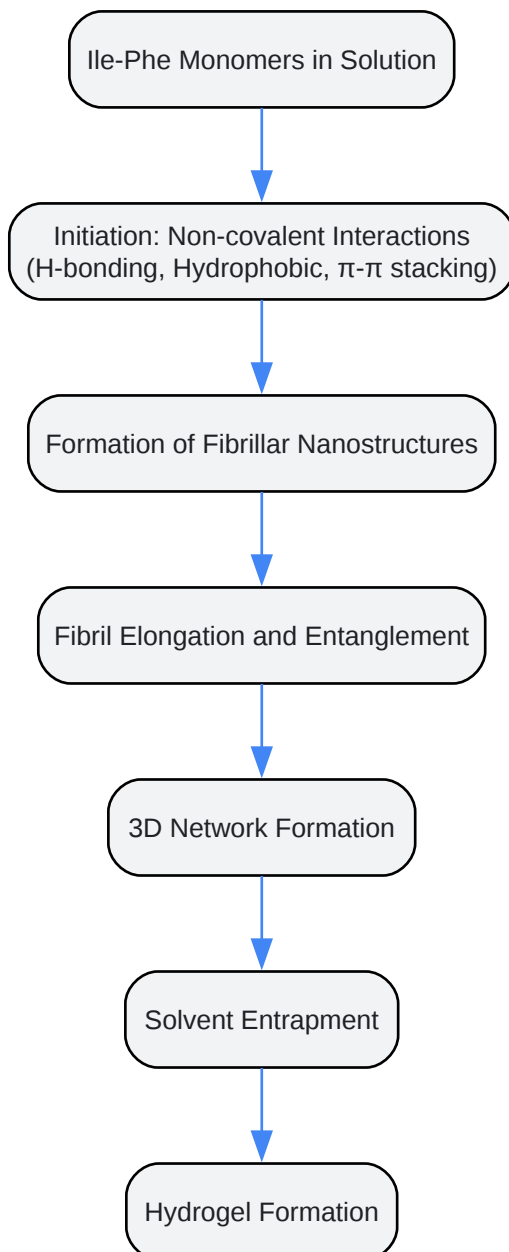 Ile-Phe Monomers in Solution
Initiation: Non-covalent Interactions
(H-bonding, Hydrophobic, π-π stacking)
Formation of Fibrillar Nanostructures
Fibril Elongation and Entanglement
3D Network Formation
Solvent Entrapment
Hydrogel Formation